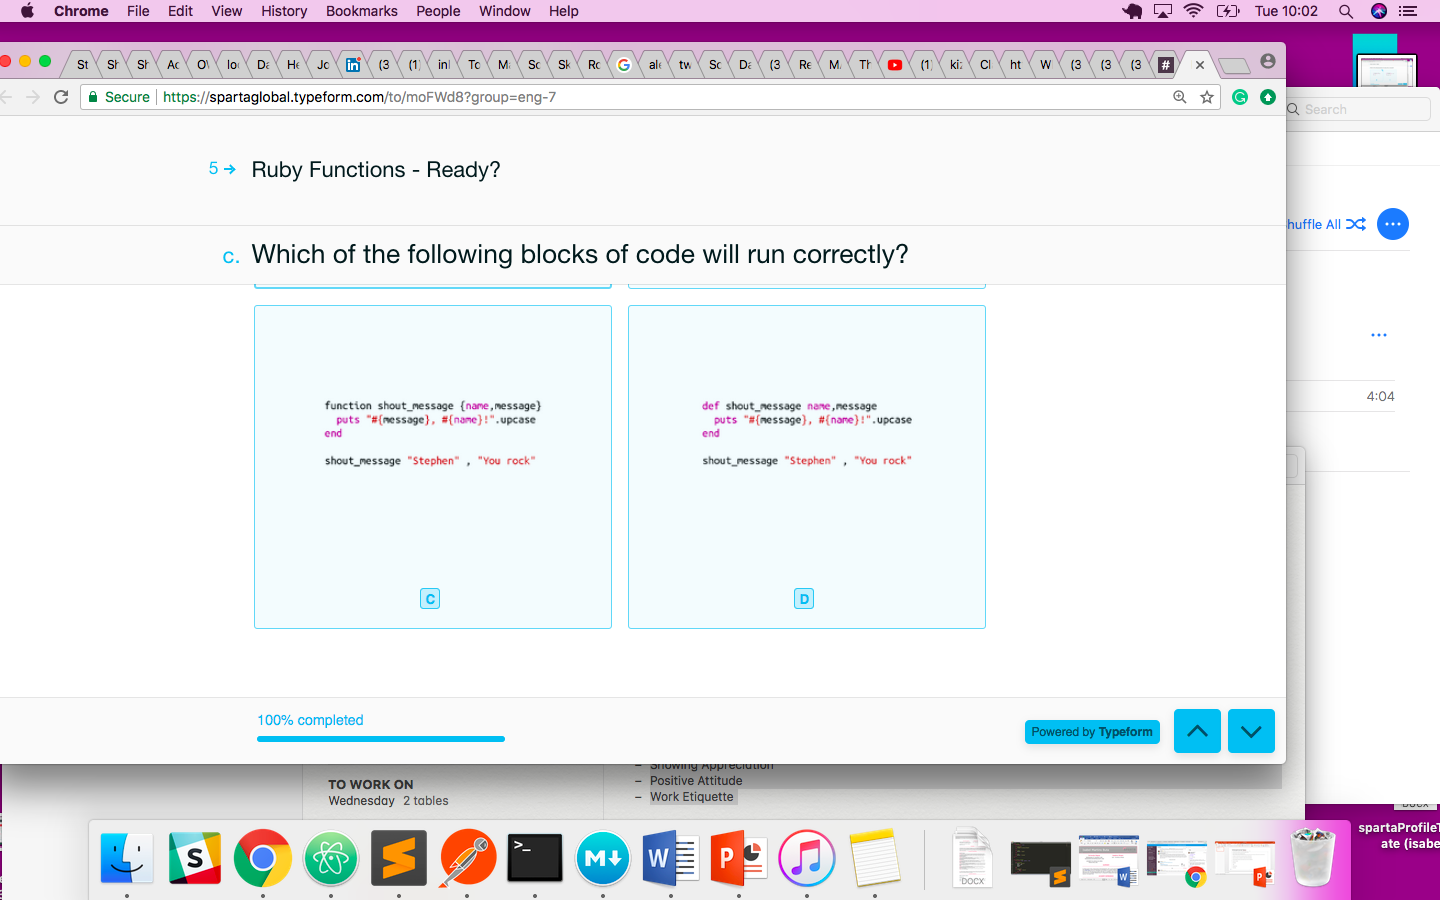 Chrome File Edit View History Bookmarks People Window Help Tue 10:02
St Sh Sh Ac O\ lo Da He Jo in (3 (1) inl To M Sc Sk Ro G ale tw Sc Da (3 Re M. Th (1) kiz Cl ht W (3 (3 (3 #
Secure https://spartaglobal.typeform.com/to/moFWd8?group=eng-7
Search
5 → Ruby Functions - Ready?
huffle All
c. Which of the following blocks of code will run correctly?
4:04
function shout_message {name,message}
puts "#{message}, #{name}!".upcase
end
shout_message "Stephen" , "You rock"
C
def shout_message name,message
puts "#{message}, #{name}!".upcase
end
shout_message "Stephen" , "You rock"
D
100% completed
Powered by Typeform
– Showing Appreciation
TO WORK ON
– Positive Attitude
Wednesday 2 tables
– Work Etiquette
DOCX
spartaProfileT
ate (isabe
S
>_
M
W
P
DOCX
W
P